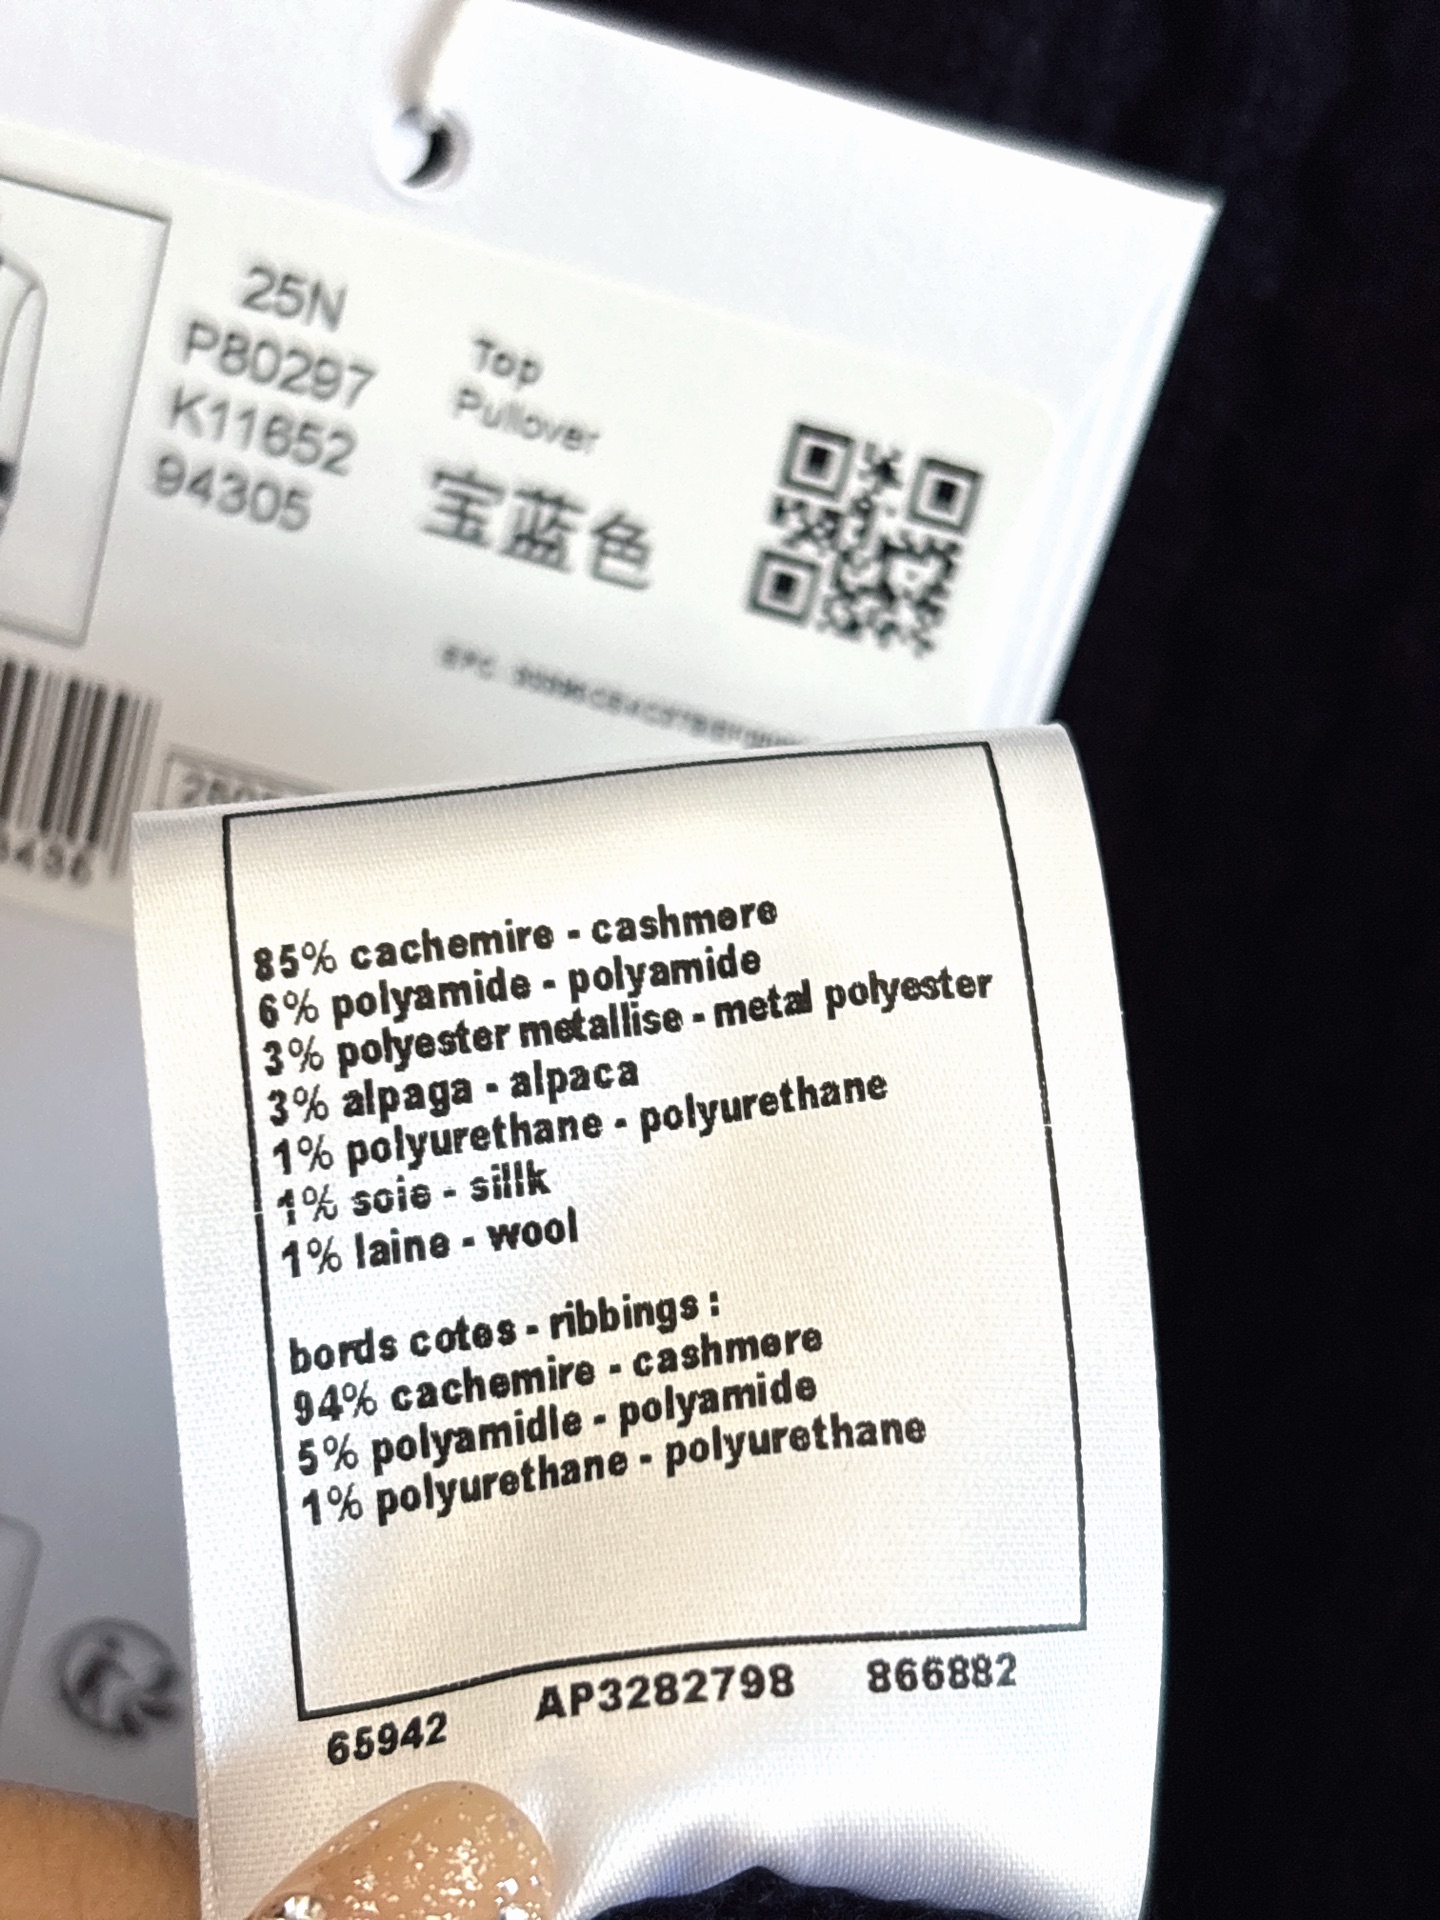 25N
P80297
K11652
94305
Top
Pullover
宝蓝色
85% cachemire - cashmere
6% polyamide - polyamide
3% polyester metallise - metal polyester
3% alpaga - alpaca
1% polyurethane - polyurethane
1% soie - sillk
1% laine - wool
bords cotes - ribbings :
94% cachemire - cashmere
5% polyamidle - polyamide
1% polyurethane - polyurethane
65942 AP3282798 866882